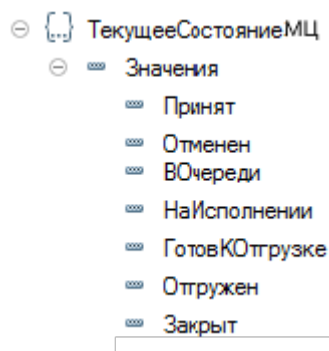 ТекущееСостояниеМЦ
Значения
Принят
Отменен
ВОчереди
НаИсполнении
ГотовКОтгрузке
Отгружен
Закрыт